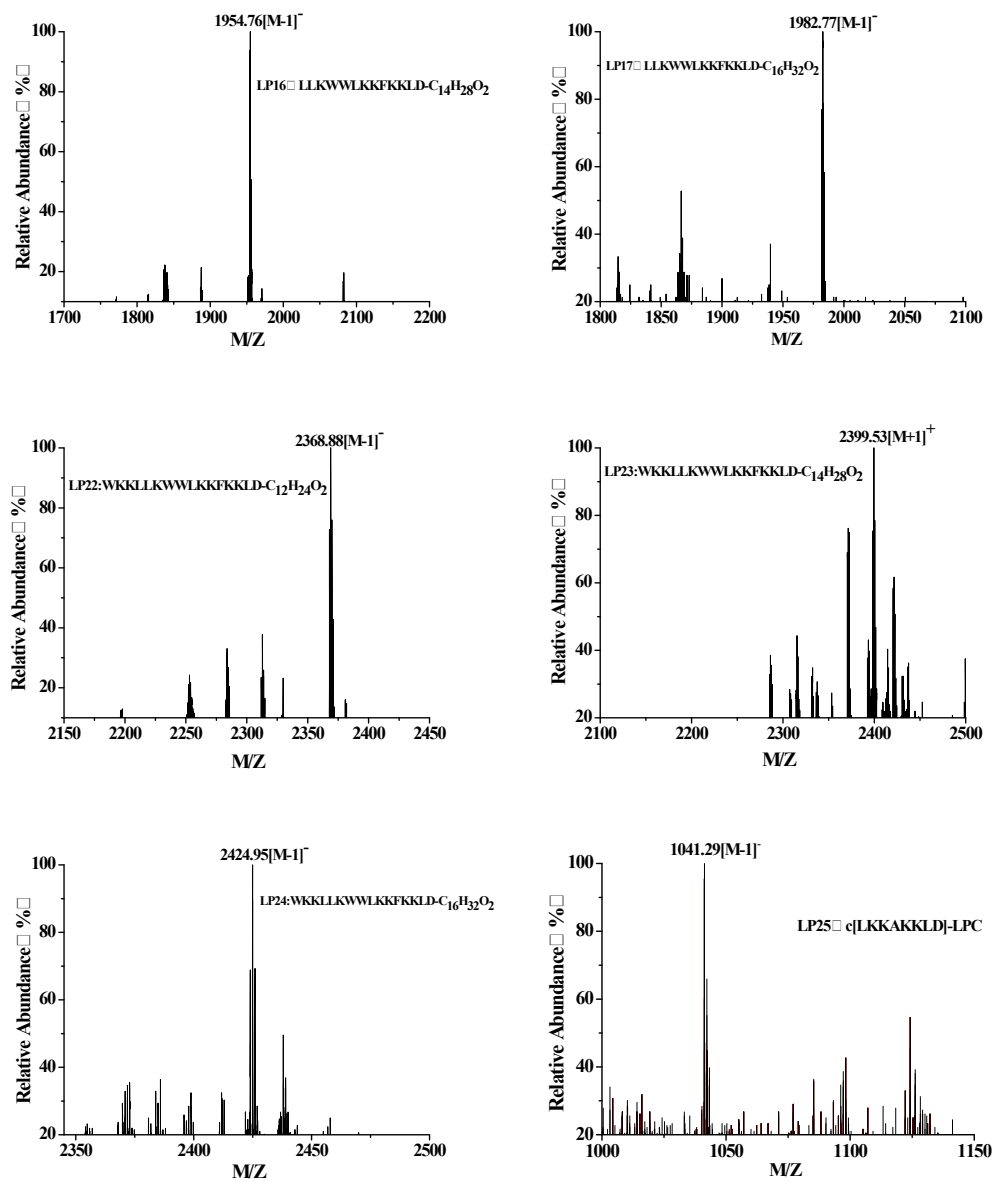 1954.76[M-1]-
LP16□ LLKWWLKKFKKLD-C14H28O2
Relative Abundance□ %□
100
80
60
40
20
1700 1800 1900 2000 2100 2200
M/Z
1982.77[M-1]-
LP17□ LLKWWLKKFKKLD-C16H32O2
Relative Abundance□ %□
100
80
60
40
20
1800 1850 1900 1950 2000 2050 2100
M/Z
2368.88[M-1]-
LP22:WKKLLKWWLKKFKKLD-C12H24O2
Relative Abundance□ %□
100
80
60
40
20
2150 2200 2250 2300 2350 2400 2450
M/Z
2399.53[M+1]+
LP23:WKKLLKWWLKKFKKLD-C14H28O2
Relative Abundance□ %□
100
80
60
40
20
2100 2200 2300 2400 2500
M/Z
2424.95[M-1]-
LP24:WKKLLKWWLKKFKKLD-C16H32O2
Relative Abundance□ %□
100
80
60
40
20
2350 2400 2450 2500
M/Z
1041.29[M-1]-
LP25□ c[LKKAKKLD]-LPC
Relative Abundance□ %□
100
80
60
40
20
1000 1050 1100 1150
M/Z